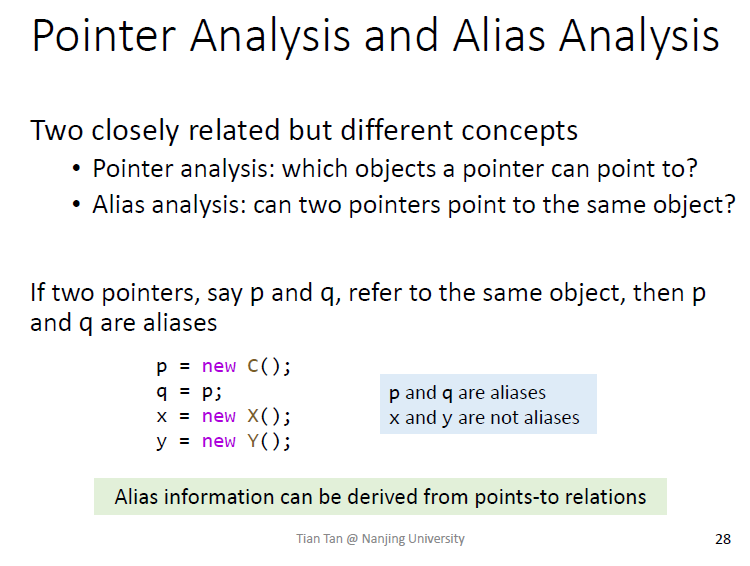 Pointer Analysis and Alias Analysis
Two closely related but different concepts
• Pointer analysis: which objects a pointer can point to?
• Alias analysis: can two pointers point to the same object?
If two pointers, say p and q, refer to the same object, then p
and q are aliases
p = new C();
q = p;
x = new X();
y = new Y();
p and q are aliases
x and y are not aliases
Alias information can be derived from points-to relations
Tian Tan @ Nanjing University
28